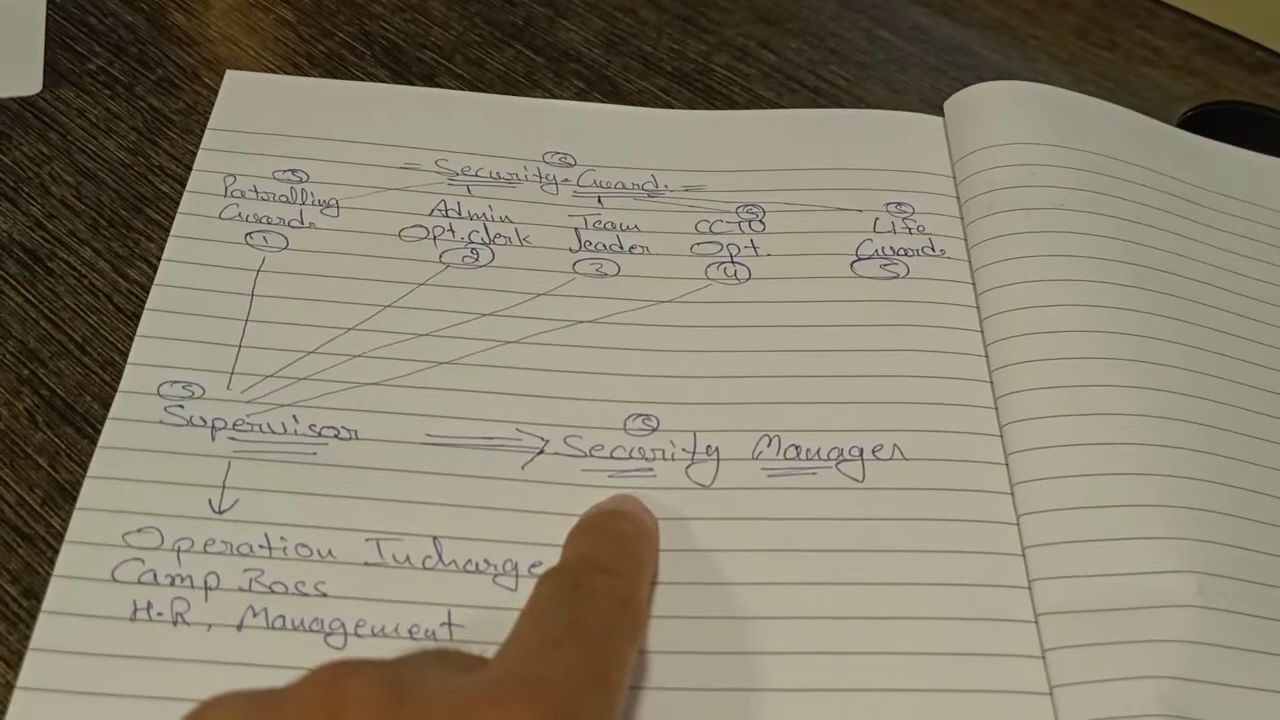 S
= Security-Guard. =
S
Patrolling
Guard.
1
Admin
Opt. Clerk
2
Team
Leader
3
S
CCTV
Opt.
4
S
Life
Guard.
5
S
Supervisor
S
Security Manager
Operation Incharge
Camp Boss
H-R, Management